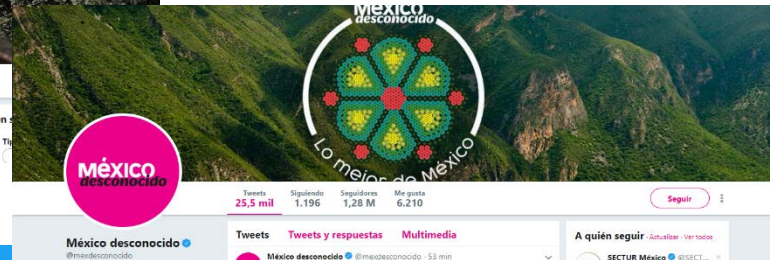 México
desconocido
Lo mejor de México
MÉXICO
desconocido
Tweets Siguiendo Seguidores Me gusta
25,5 mil 1.196 1,28 M 6.210
Seguir
México desconocido
@mexdesconocido
Tweets Tweets y respuestas Multimedia
México desconocido @mexdesconocido · 53 min
A quién seguir · Actualizar · Ver todos
SECTUR México @SECT...